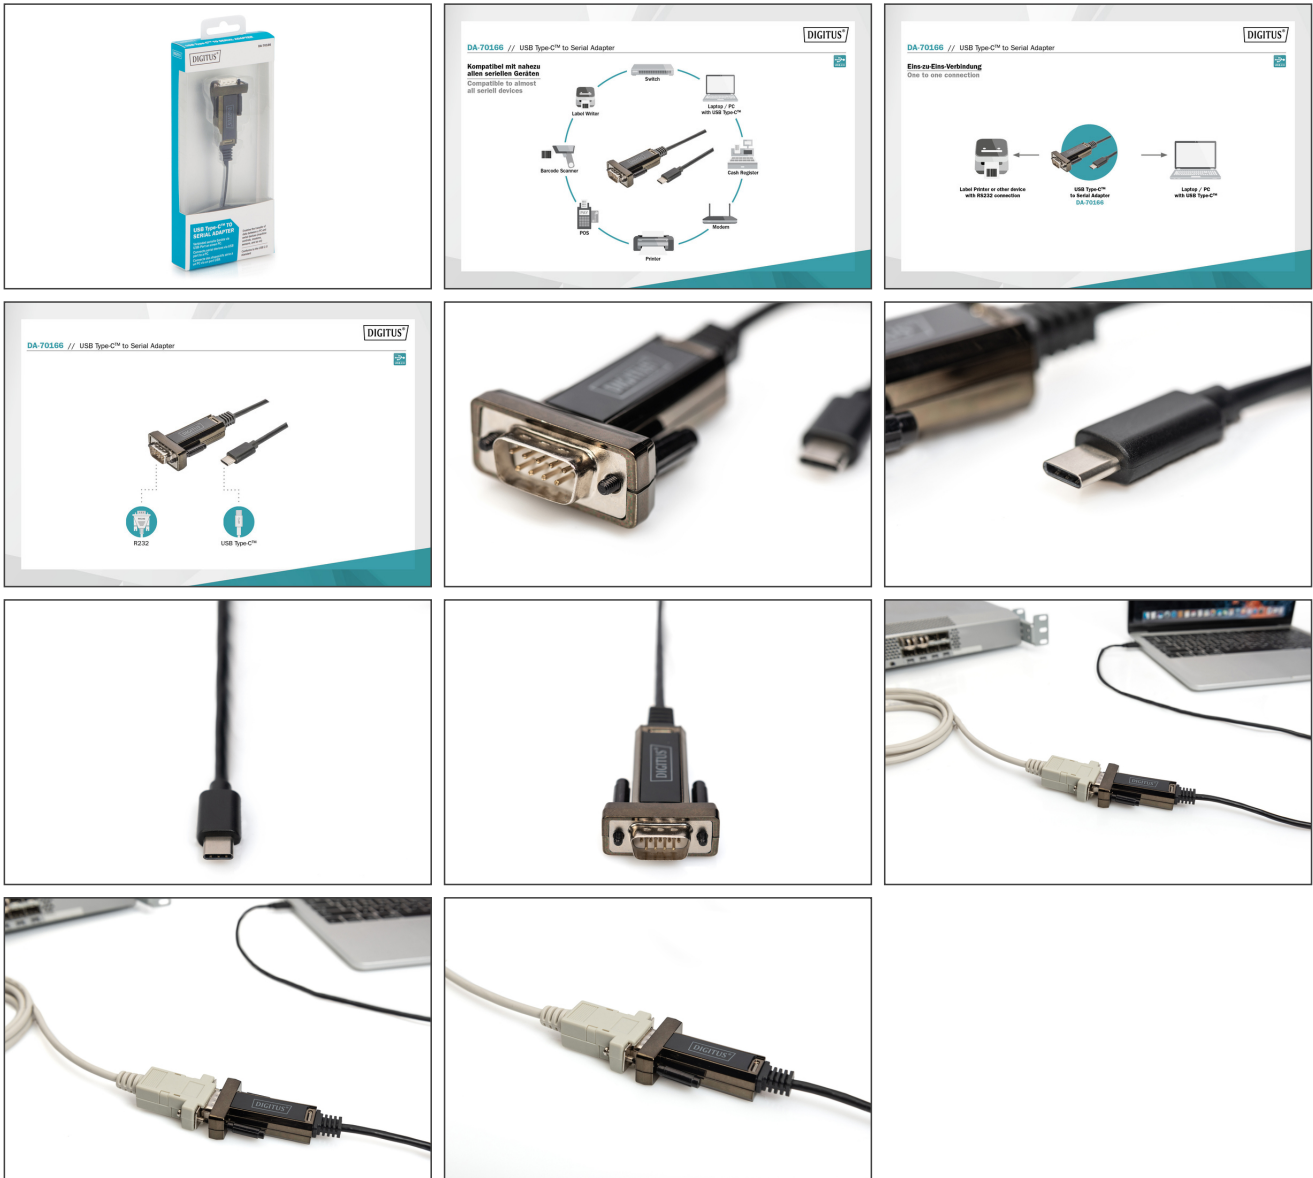 DIGITUS®
USB Type-C™ TO
SERIAL ADAPTER
DIGITUS®
DA-70166 // USB Type-C™ to Serial Adapter
Kompatibel mit nahezu
allen seriellen Geräten
Compatible to almost
all seriell devices
Switch
Label Writer
Laptop / PC
with USB Type-C™
Barcode Scanner
Cash Register
POS
Modem
Printer
DIGITUS®
DA-70166 // USB Type-C™ to Serial Adapter
Eins-zu-Eins-Verbindung
One to one connection
Label Printer or other device
with RS232 connection
USB Type-C™
to Serial Adapter
DA-70166
Laptop / PC
with USB Type-C™
DIGITUS®
DA-70166 // USB Type-C™ to Serial Adapter
R232
USB Type-C™
DIGITUS
DIGITUS®
DIGITUS
DIGITUS
DIGITUS®